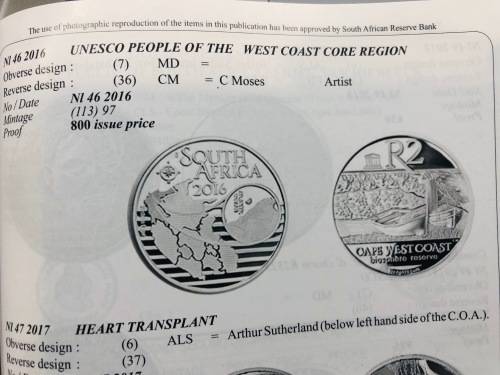 The use of photographic reproduction of the items in this publication has been approved by South African Reserve Bank
NI 46 2016 UNESCO PEOPLE OF THE WEST COAST CORE REGION
Obverse design : (7) MD =
Reverse design : (36) CM = C Moses Artist
No / Date NI 46 2016
Mintage (113) 97
Proof 800 issue price
SOUTH
AFRICA
2016
R2
CAPE WEST COAST
biosphere reserve
NI 47 2017 HEART TRANSPLANT
Obverse design : (6) ALS = Arthur Sutherland (below left hand side of the C.O.A.).
Reverse design : (37)